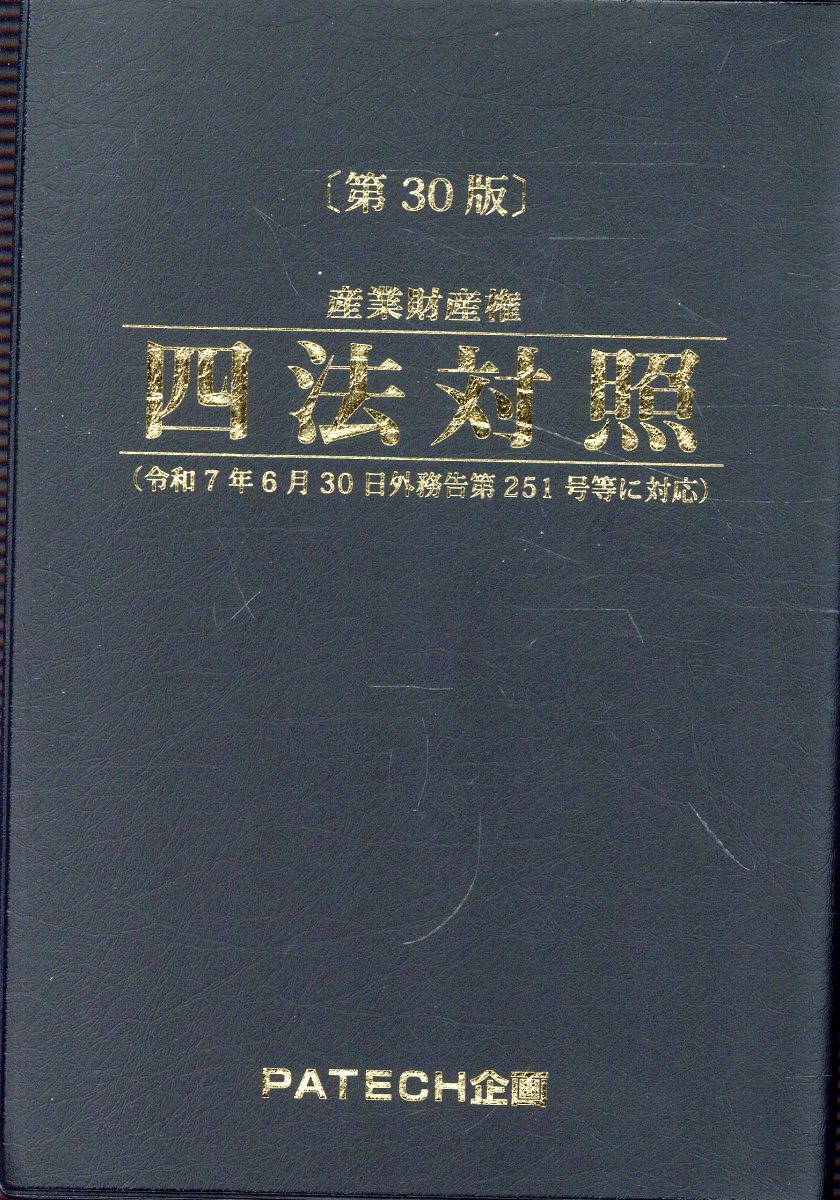 〔第30版〕
産業財産権
四法対照
(令和7年6月30日外務告第251号等に対応)
PATECH企画